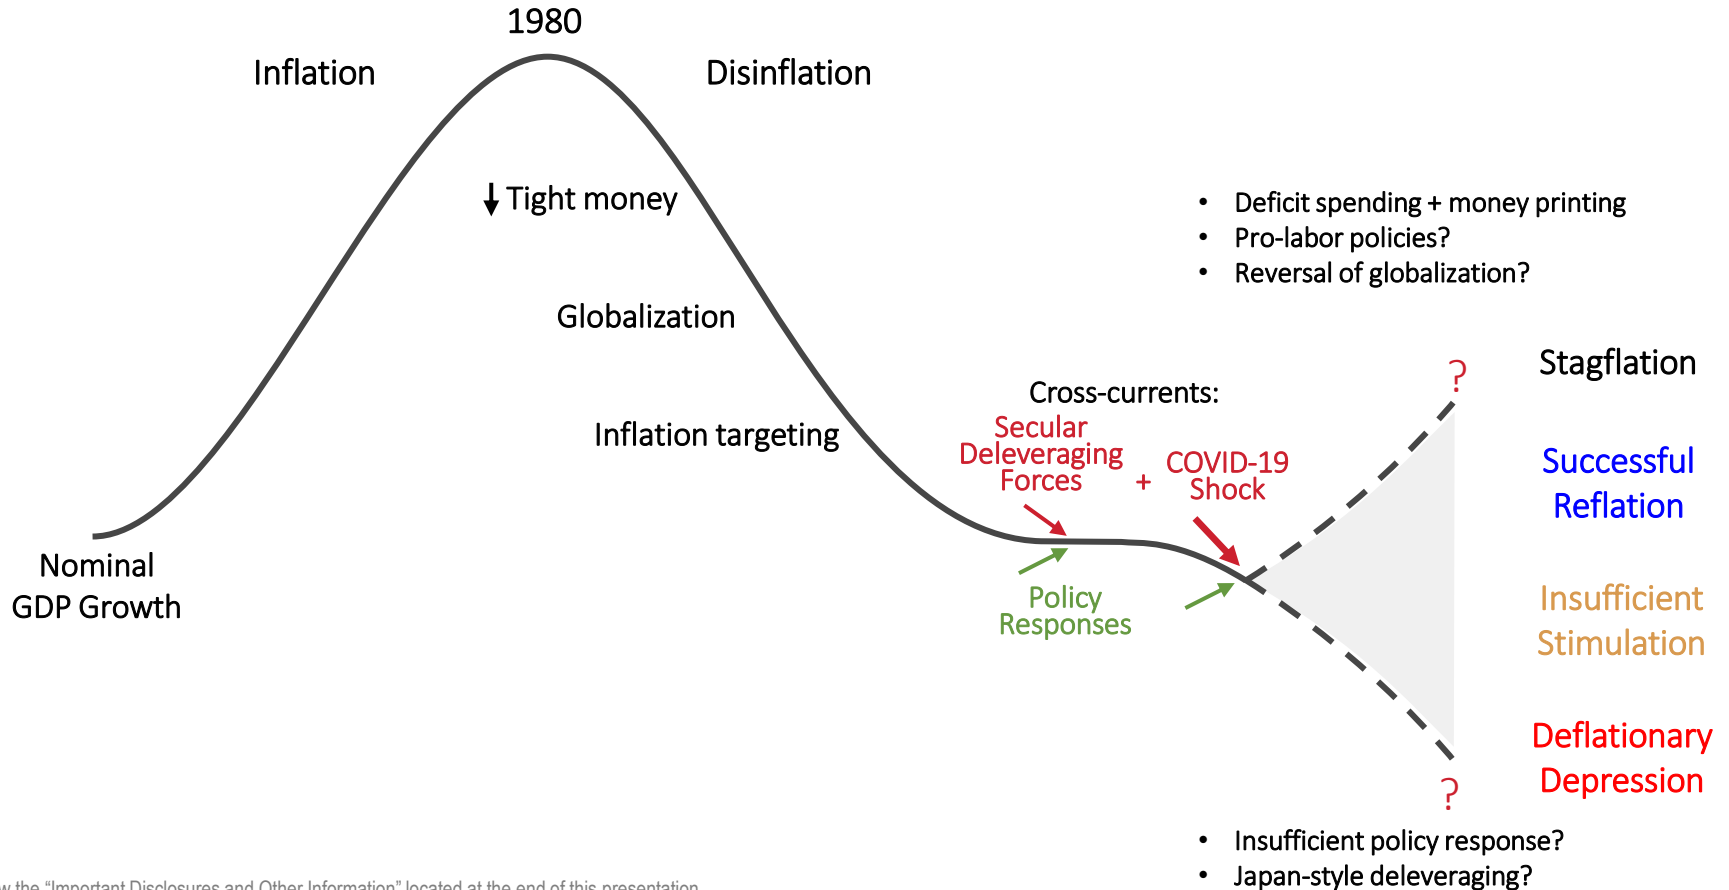 1980
Inflation
Disinflation
Tight money
• Deficit spending + money printing
• Pro-labor policies?
• Reversal of globalization?
Globalization
Stagflation
?
Cross-currents:
Inflation targeting
Secular
Deleveraging
Forces
+
COVID-19
Shock
Successful
Reflation
Nominal
GDP Growth
Policy
Responses
Insufficient
Stimulation
Deflationary
Depression
?
• Insufficient policy response?
• Japan-style deleveraging?
the “Important Disclosures and Other Information” located at the end of this presentation